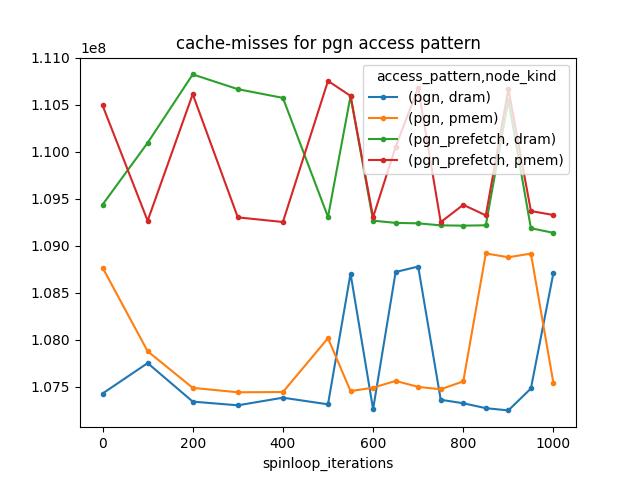 cache-misses for pgn access pattern
1e8
1.110
1.105
1.100
1.095
1.090
1.085
1.080
1.075
access_pattern,node_kind
(pgn, dram)
(pgn, pmem)
(pgn_prefetch, dram)
(pgn_prefetch, pmem)
0 200 400 600 800 1000
spinloop_iterations